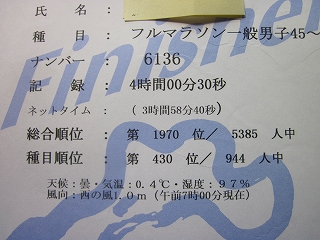 氏 名 :
種 目 : フルマラソン一般男子45～
ナンバー : 6136
記 録 : 4時間00分30秒
ネットタイム : ( 3時間58分40秒 )
総合順位 : 第 1970 位／ 5385 人中
種目順位 : 第 430 位／ 944 人中
天候：曇・気温：0.4℃・湿度：97％
風向：西の風1.0ｍ（午前7時00分現在）
Finisher